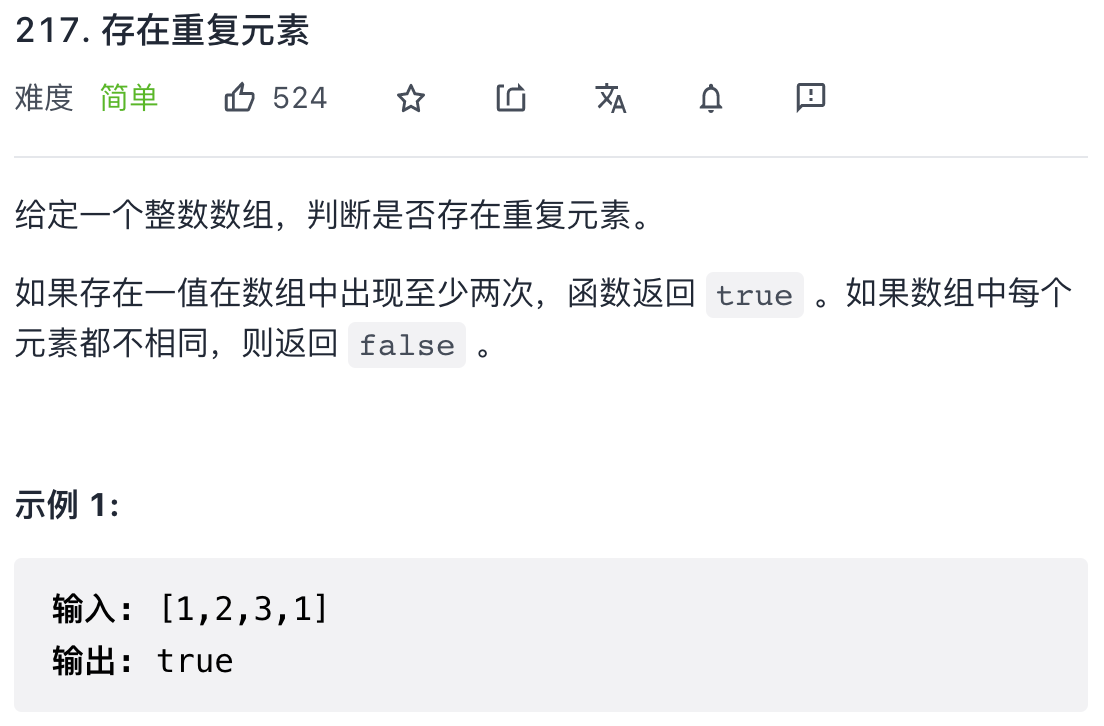 217. 存在重复元素
难度 简单 524
给定一个整数数组，判断是否存在重复元素。
如果存在一值在数组中出现至少两次，函数返回 true 。如果数组中每个
元素都不相同，则返回 false 。
示例 1:
输入: [1,2,3,1]
输出: true